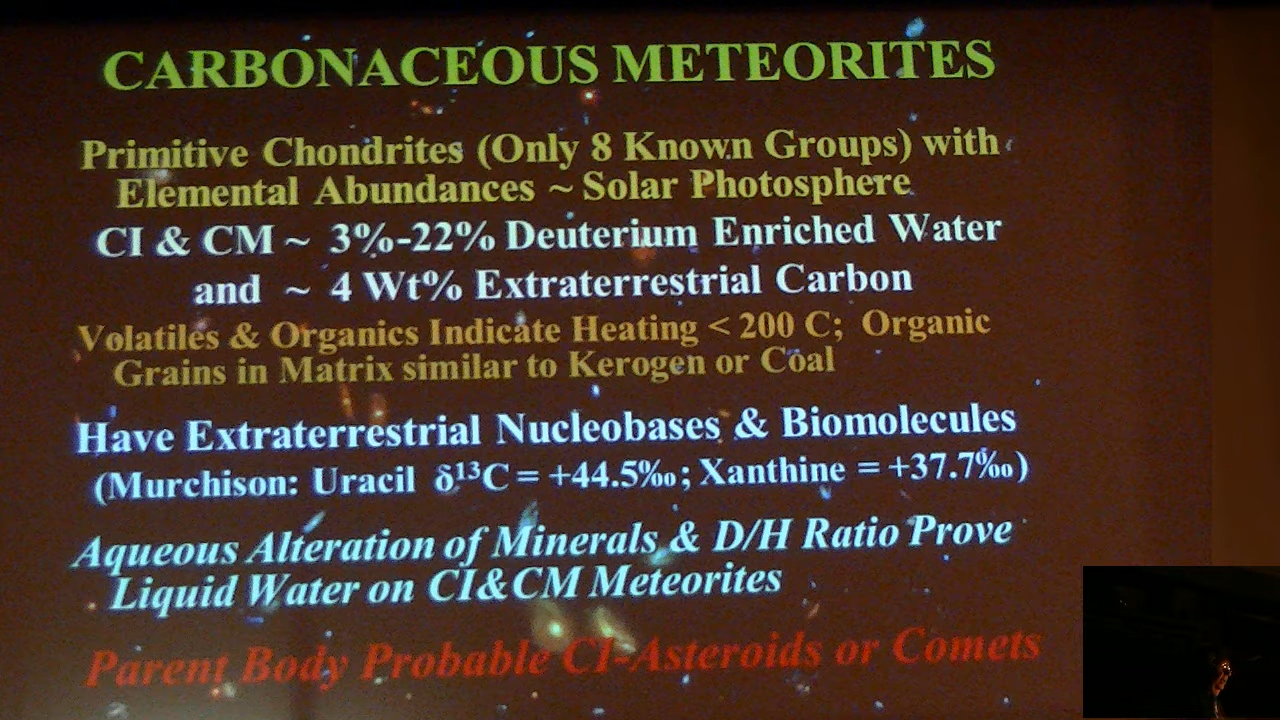 CARBONACEOUS METEORITES
Primitive Chondrites (Only 8 Known Groups) with
Elemental Abundances ~ Solar Photosphere
CI & CM ~ 3%-22% Deuterium Enriched Water
and ~ 4 Wt% Extraterrestrial Carbon
Volatiles & Organics Indicate Heating < 200 C; Organic
Grains in Matrix similar to Kerogen or Coal
Have Extraterrestrial Nucleobases & Biomolecules
(Murchison: Uracil δ¹³C = +44.5‰; Xanthine = +37.7‰)
Aqueous Alteration of Minerals & D/H Ratio Prove
Liquid Water on CI&CM Meteorites
Parent Body Probable CI-Asteroids or Comets